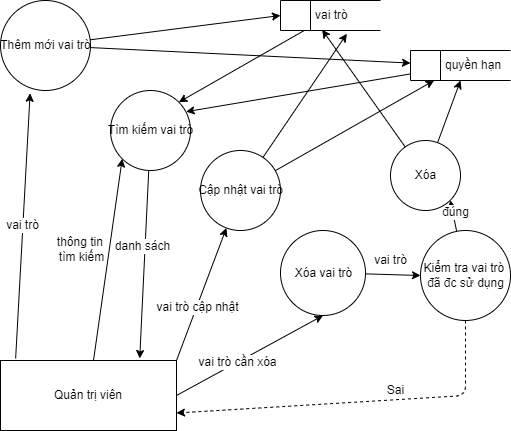 vai trò
Thêm mới vai trò
quyền hạn
Tìm kiếm vai trò
Xóa
Cập nhật vai trò
đúng
vai trò
thông tin
tìm kiếm
danh sách
vai trò
Xóa vai trò
Kiểm tra vai trò
đã đc sử dụng
vai trò cập nhật
vai trò cần xóa
Quản trị viên
Sai